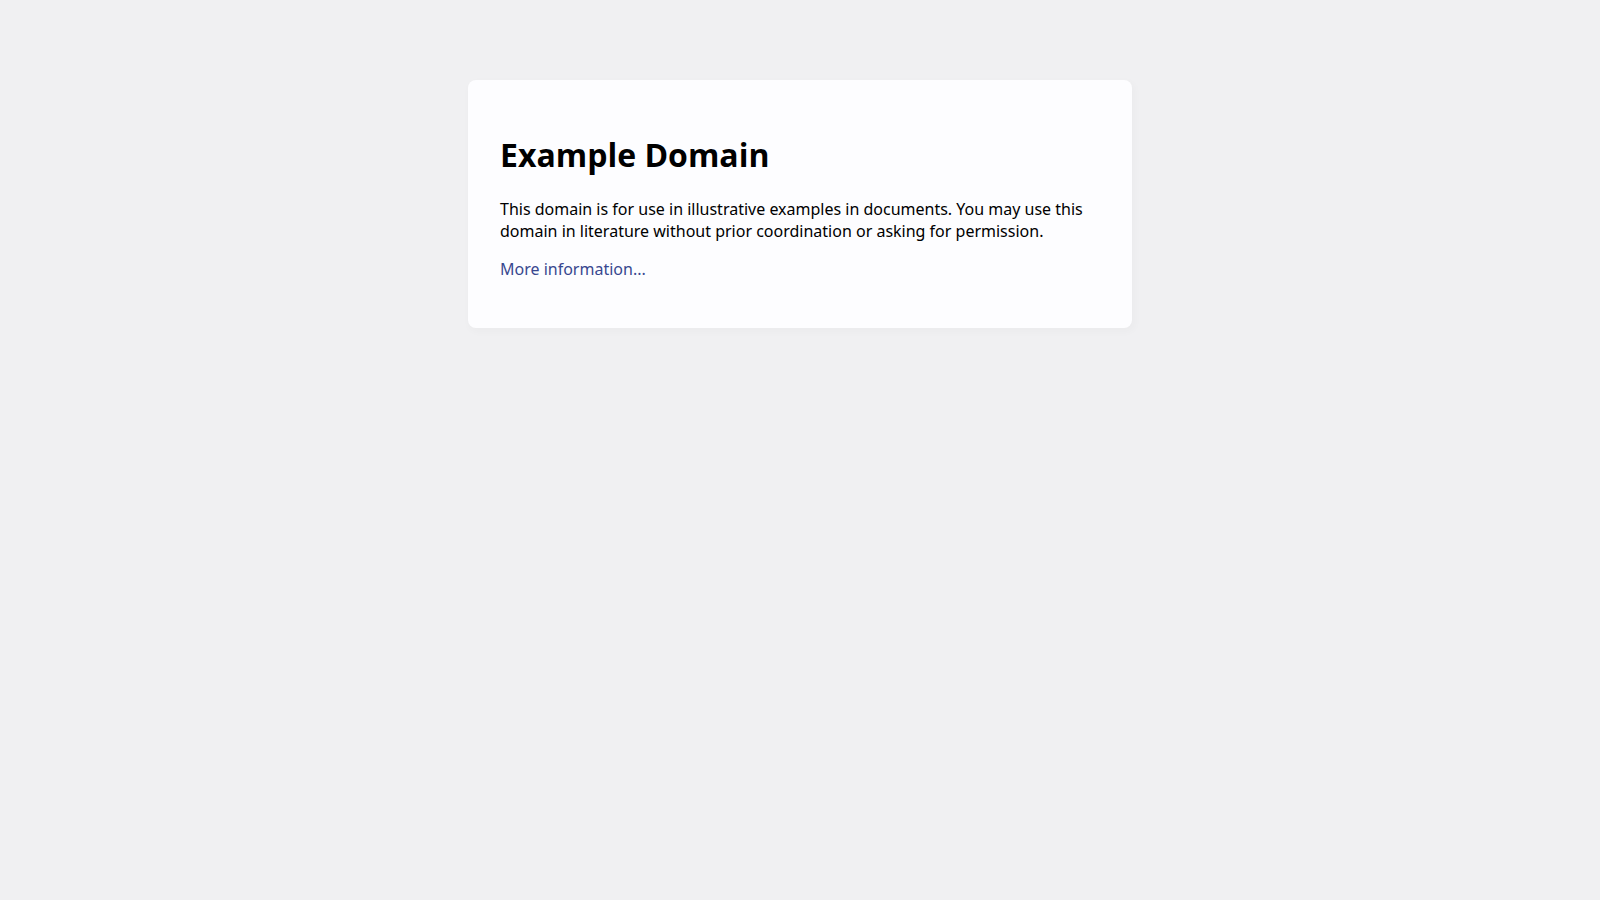 Example Domain
This domain is for use in illustrative examples in documents. You may use this
domain in literature without prior coordination or asking for permission.
More information...